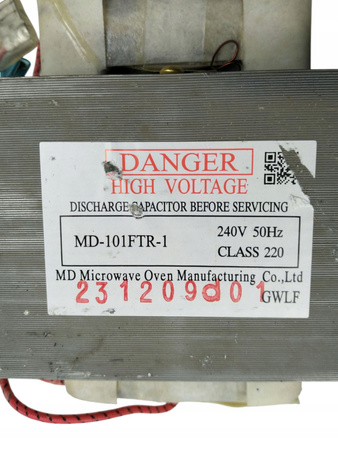 DANGER
HIGH VOLTAGE
DISCHARGE CAPACITOR BEFORE SERVICING
MD-101FTR-1
240V 50Hz
CLASS 220
MD Microwave Oven Manufacturing Co.,Ltd
231209d01
GWLF